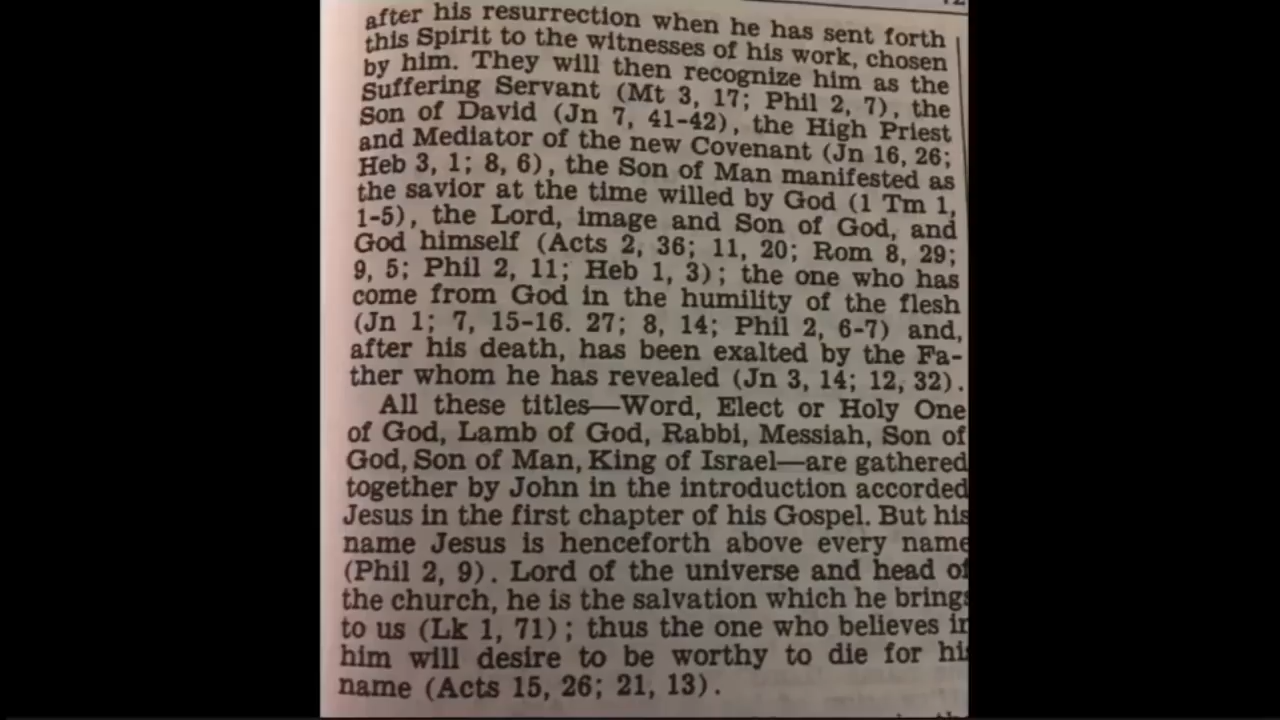 after his resurrection when he has sent forth
this Spirit to the witnesses of his work, chosen
by him. They will then recognize him as the
Suffering Servant (Mt 3, 17; Phil 2, 7), the
Son of David (Jn 7, 41-42), the High Priest
and Mediator of the new Covenant (Jn 16, 26;
Heb 3, 1; 8, 6), the Son of Man manifested as
the savior at the time willed by God (1 Tm 1,
1-5), the Lord, image and Son of God, and
God himself (Acts 2, 36; 11, 20; Rom 8, 29;
9, 5; Phil 2, 11; Heb 1, 3); the one who has
come from God in the humility of the flesh
(Jn 1; 7, 15-16. 27; 8, 14; Phil 2, 6-7) and,
after his death, has been exalted by the Fa-
ther whom he has revealed (Jn 3, 14; 12, 32).
All these titles—Word, Elect or Holy One
of God, Lamb of God, Rabbi, Messiah, Son of
God, Son of Man, King of Israel—are gathered
together by John in the introduction accorded
Jesus in the first chapter of his Gospel. But his
name Jesus is henceforth above every name
(Phil 2, 9). Lord of the universe and head of
the church, he is the salvation which he brings
to us (Lk 1, 71); thus the one who believes in
him will desire to be worthy to die for his
name (Acts 15, 26; 21, 13).